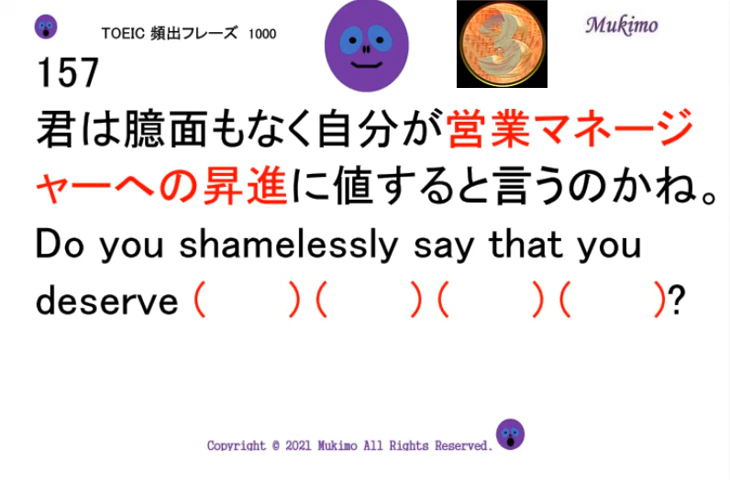 TOEIC 頻出フレーズ 1000
3
Mukimo
157
君は臆面もなく自分が営業マネージ
ャーへの昇進に値すると言うのかね。
Do you shamelessly say that you
deserve (　　) (　　) (　　) (　　)?
Copyright © 2021 Mukimo All Rights Reserved.